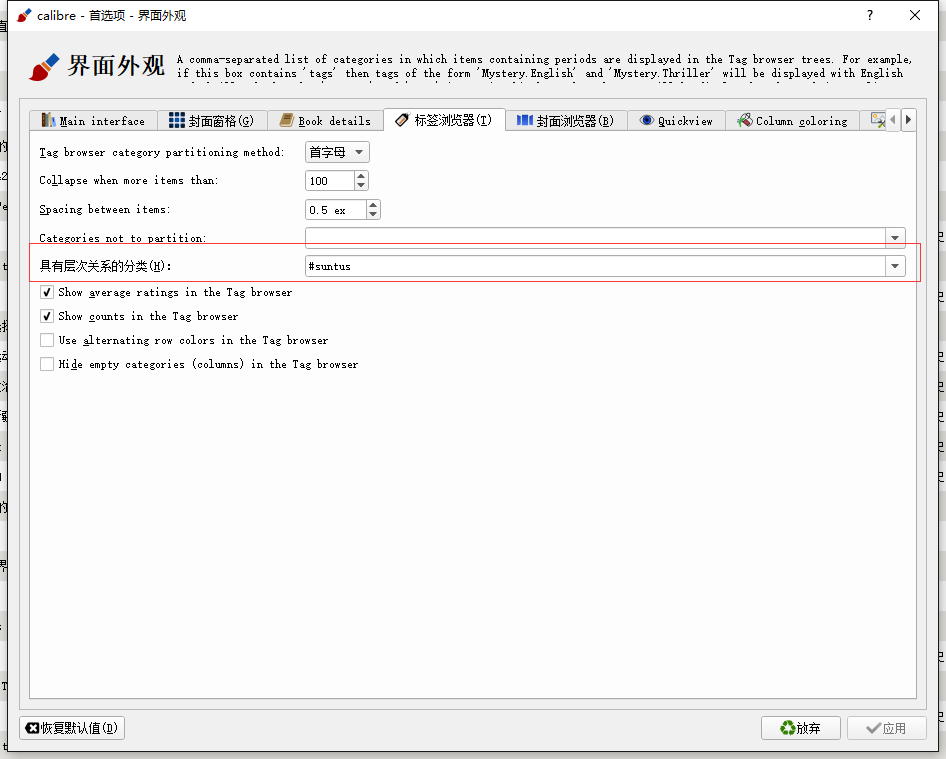 calibre - 首选项 - 界面外观
?
界面外观
A comma-separated list of categories in which items containing periods are displayed in the Tag browser trees. For example,
if this box contains 'tags' then tags of the form 'Mystery.English' and 'Mystery.Thriller' will be displayed with English
Main interface
封面窗格(G)
Book details
标签浏览器(T)
封面浏览器(B)
Quickview
Column coloring
Tag browser category partitioning method:
首字母
Collapse when more items than:
100
Spacing between items:
0.5 ex
Categories not to partition:
具有层次关系的分类(H):
#suntus
Show average ratings in the Tag browser
Show counts in the Tag browser
Use alternating row colors in the Tag browser
Hide empty categories (columns) in the Tag browser
恢复默认值(D)
放弃
应用